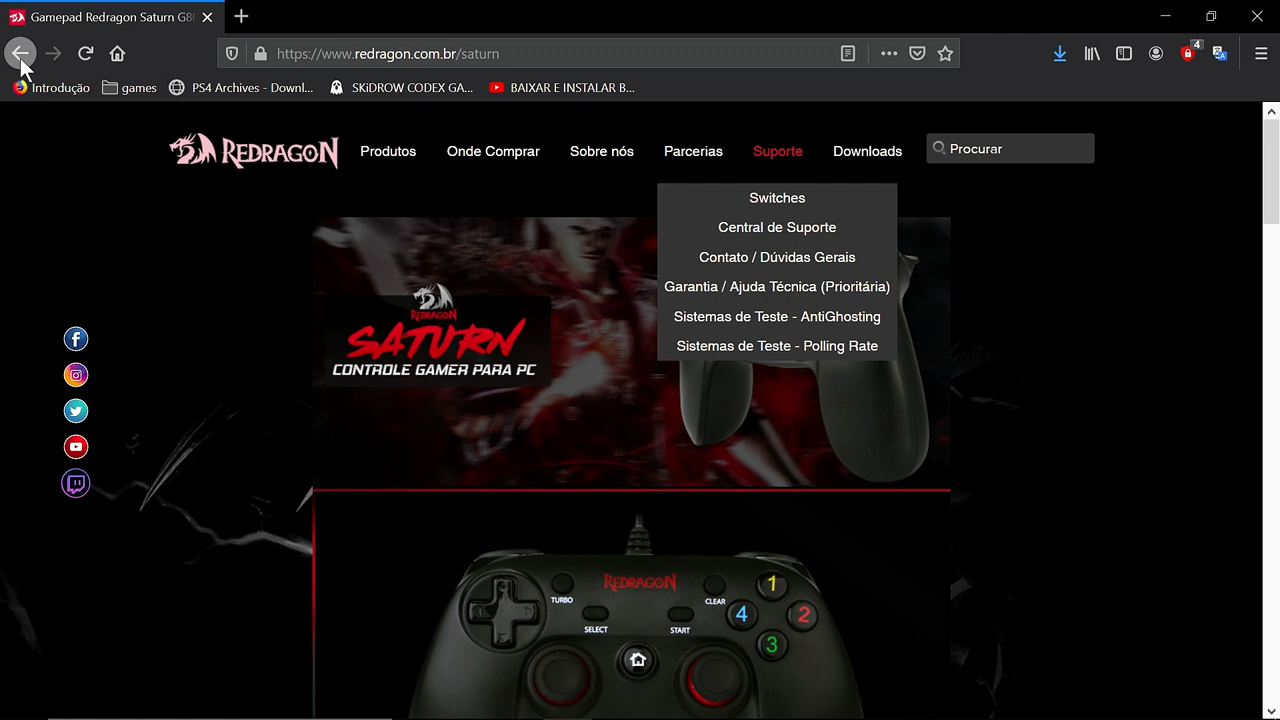 Gamepad Redragon Saturn G80
https://www.redragon.com.br/saturn
4
Introdução games PS4 Archives - Downl... SKiDROW CODEX GA... BAIXAR E INSTALAR B...
REDRAGON Produtos Onde Comprar Sobre nós Parcerias Suporte Downloads Procurar
Switches
Central de Suporte
Contato / Dúvidas Gerais
Garantia / Ajuda Técnica (Prioritária)
Sistemas de Teste - AntiGhosting
Sistemas de Teste - Polling Rate
REDRAGON
SATURN
CONTROLE GAMER PARA PC
REDRAGON
TURBO CLEAR
SELECT START
1
4 2
3